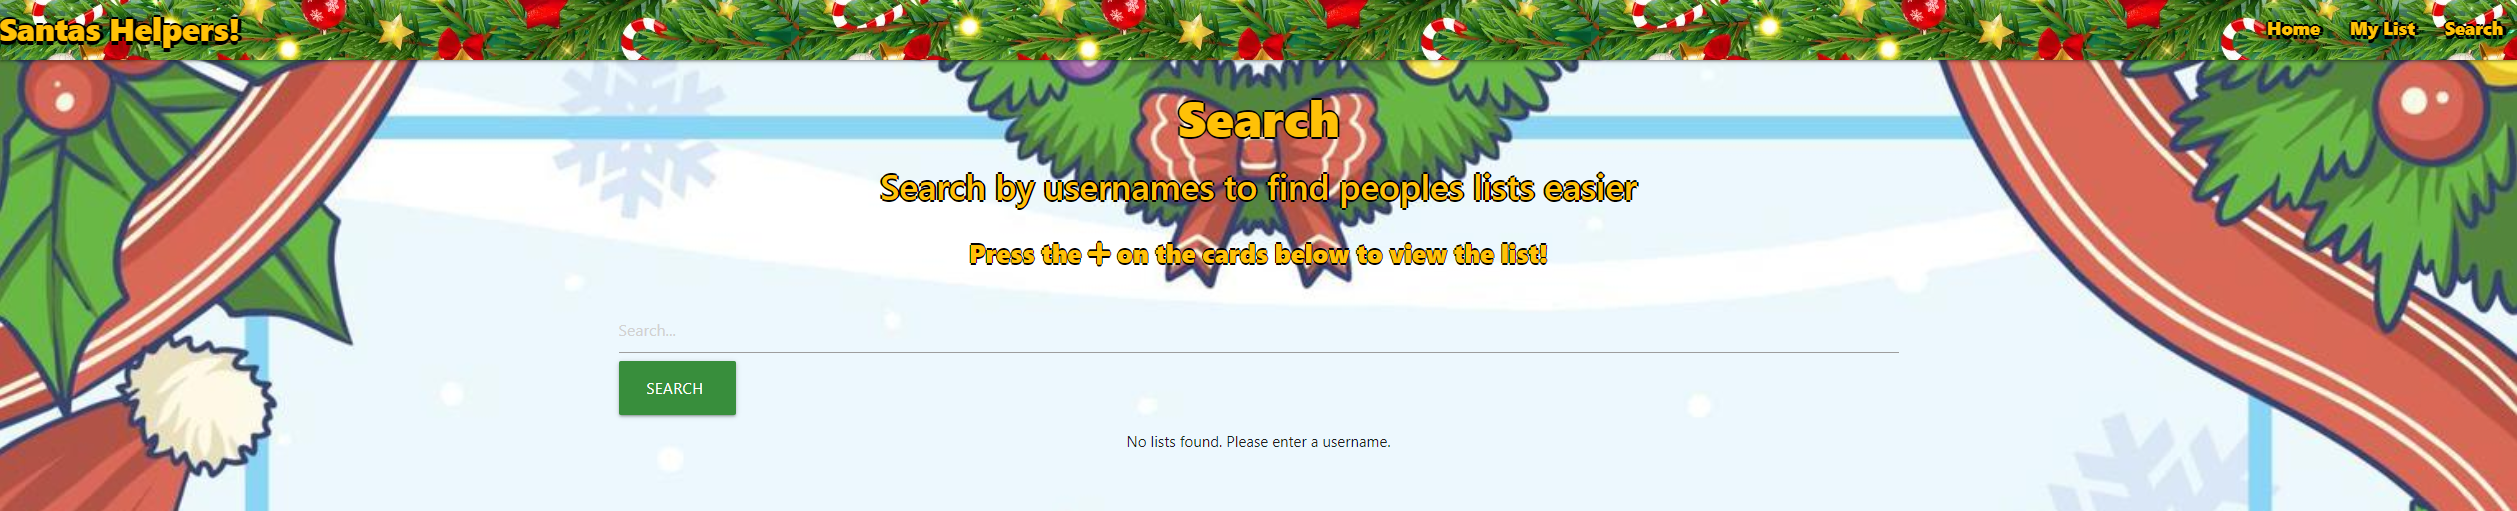 Santas Helpers!
Home My List Search
Search
Search by usernames to find peoples lists easier
Press the + on the cards below to view the list!
Search...
SEARCH
No lists found. Please enter a username.